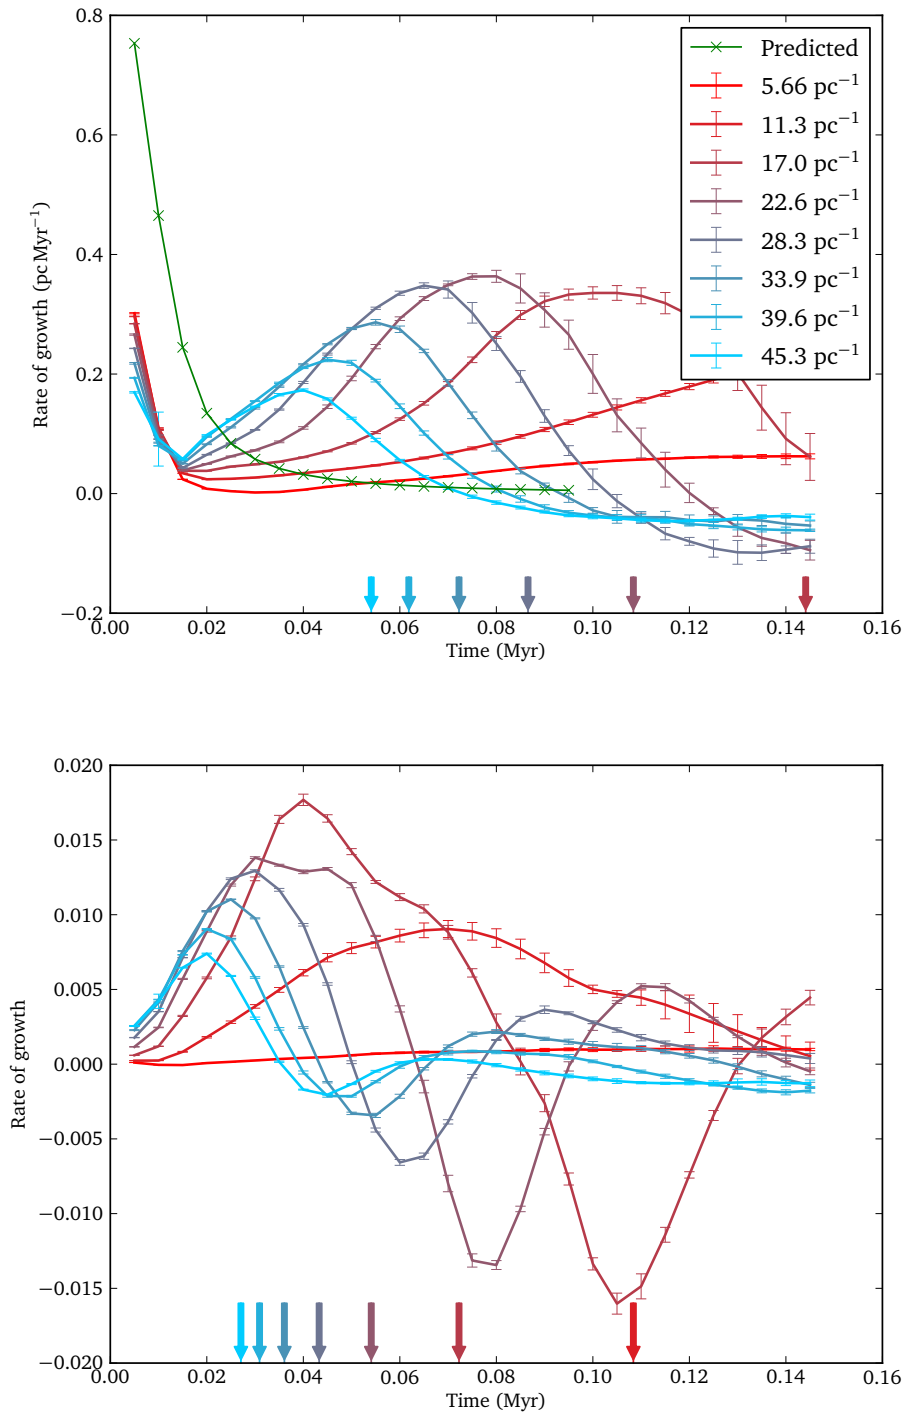 0.8
0.6
0.4
0.2
0.0
−0.2
Rate of growth (pc Myr⁻¹)
Predicted
5.66 pc⁻¹
11.3 pc⁻¹
17.0 pc⁻¹
22.6 pc⁻¹
28.3 pc⁻¹
33.9 pc⁻¹
39.6 pc⁻¹
45.3 pc⁻¹
0.00 0.02 0.04 0.06 0.08 0.10 0.12 0.14 0.16
Time (Myr)
0.020
0.015
0.010
0.005
0.000
−0.005
−0.010
−0.015
−0.020
Rate of growth
0.00 0.02 0.04 0.06 0.08 0.10 0.12 0.14 0.16
Time (Myr)